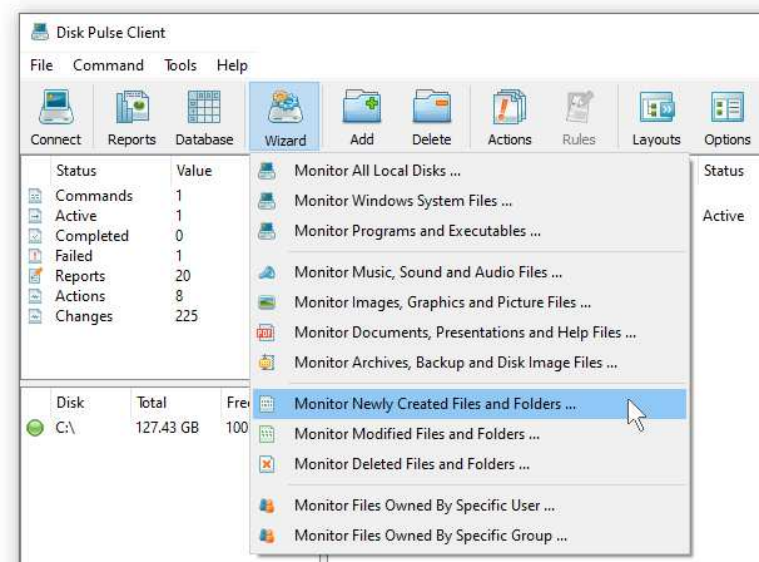 Disk Pulse Client
File Command Tools Help
Connect Reports Database Wizard Add Delete Actions Rules Layouts Options
Status Value
Commands 1
Active 1
Completed 0
Failed 1
Reports 20
Actions 8
Changes 225
Disk Total
C:\ 127.43 GB 100
Monitor All Local Disks ...
Monitor Windows System Files ...
Monitor Programs and Executables ...
Monitor Music, Sound and Audio Files ...
Monitor Images, Graphics and Picture Files ...
Monitor Documents, Presentations and Help Files ...
Monitor Archives, Backup and Disk Image Files ...
Monitor Newly Created Files and Folders ...
Monitor Modified Files and Folders ...
Monitor Deleted Files and Folders ...
Monitor Files Owned By Specific User ...
Monitor Files Owned By Specific Group ...
Status
Active